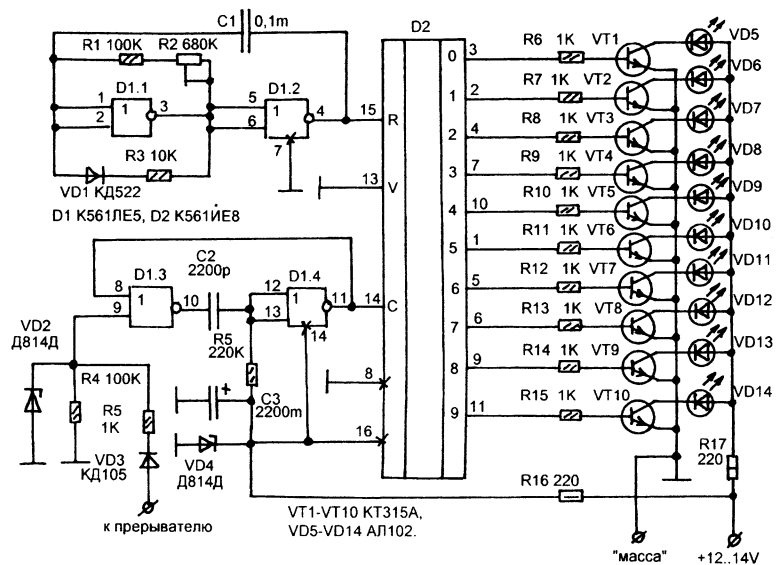 C1 0,1m
D2
R1 100K R2 680K
D1.1
1
2
1
3
D1.2
5
6
1
4
7
R3 10K
VD1 КД522
D1 К561ЛЕ5, D2 К561ИЕ8
15 R
13 V
14 C
8
16
0 3
1 2
2 4
3 7
4 10
5 1
6 5
7 6
8 9
9 11
R6 1K VT1
R7 1K VT2
R8 1K VT3
R9 1K VT4
R10 1K VT5
R11 1K VT6
R12 1K VT7
R13 1K VT8
R14 1K VT9
R15 1K VT10
VD5
VD6
VD7
VD8
VD9
VD10
VD11
VD12
VD13
VD14
D1.3
8
9
1
10
C2
2200p
D1.4
12
13
1
11
14
R5
220K
VD2
Д814Д
R4 100K
R5
1K
VD3
КД105
C3 +
2200m
VD4
Д814Д
к прерывателю
R16 220
R17
220
VT1-VT10 КТ315А,
VD5-VD14 АЛ102.
"масса"
+12..14V